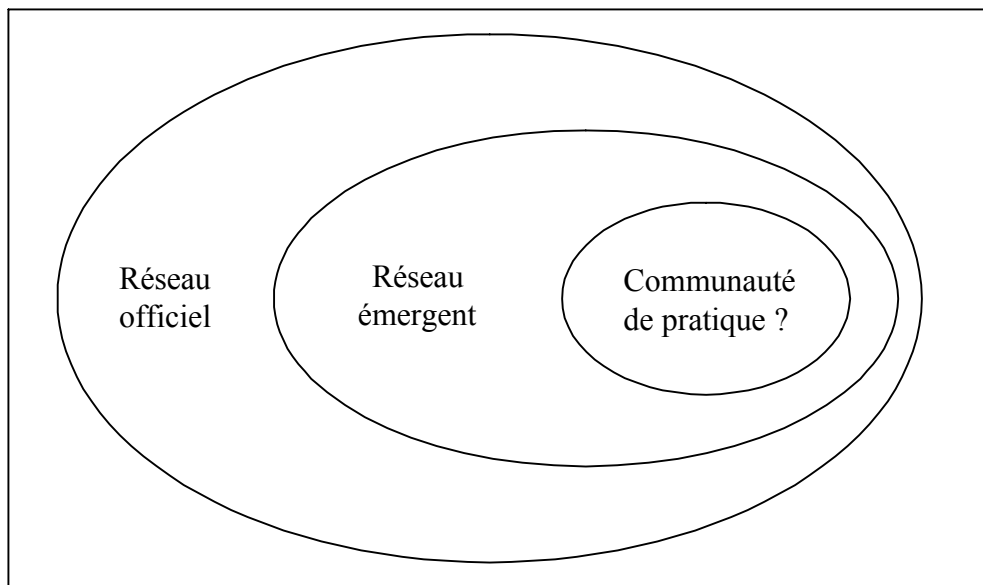 Réseau
officiel
Réseau
émergent
Communauté
de pratique ?